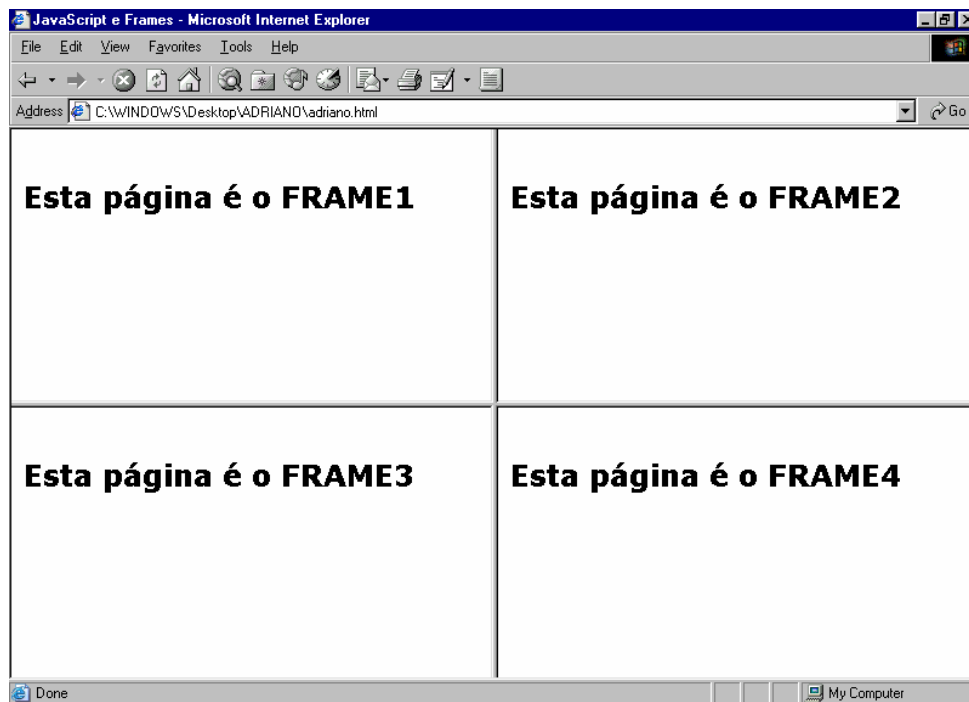 JavaScript e Frames - Microsoft Internet Explorer
File Edit View Favorites Tools Help
Address C:\WINDOWS\Desktop\ADRIANO\adriano.html Go
Esta página é o FRAME1 Esta página é o FRAME2
Esta página é o FRAME3 Esta página é o FRAME4
Done My Computer